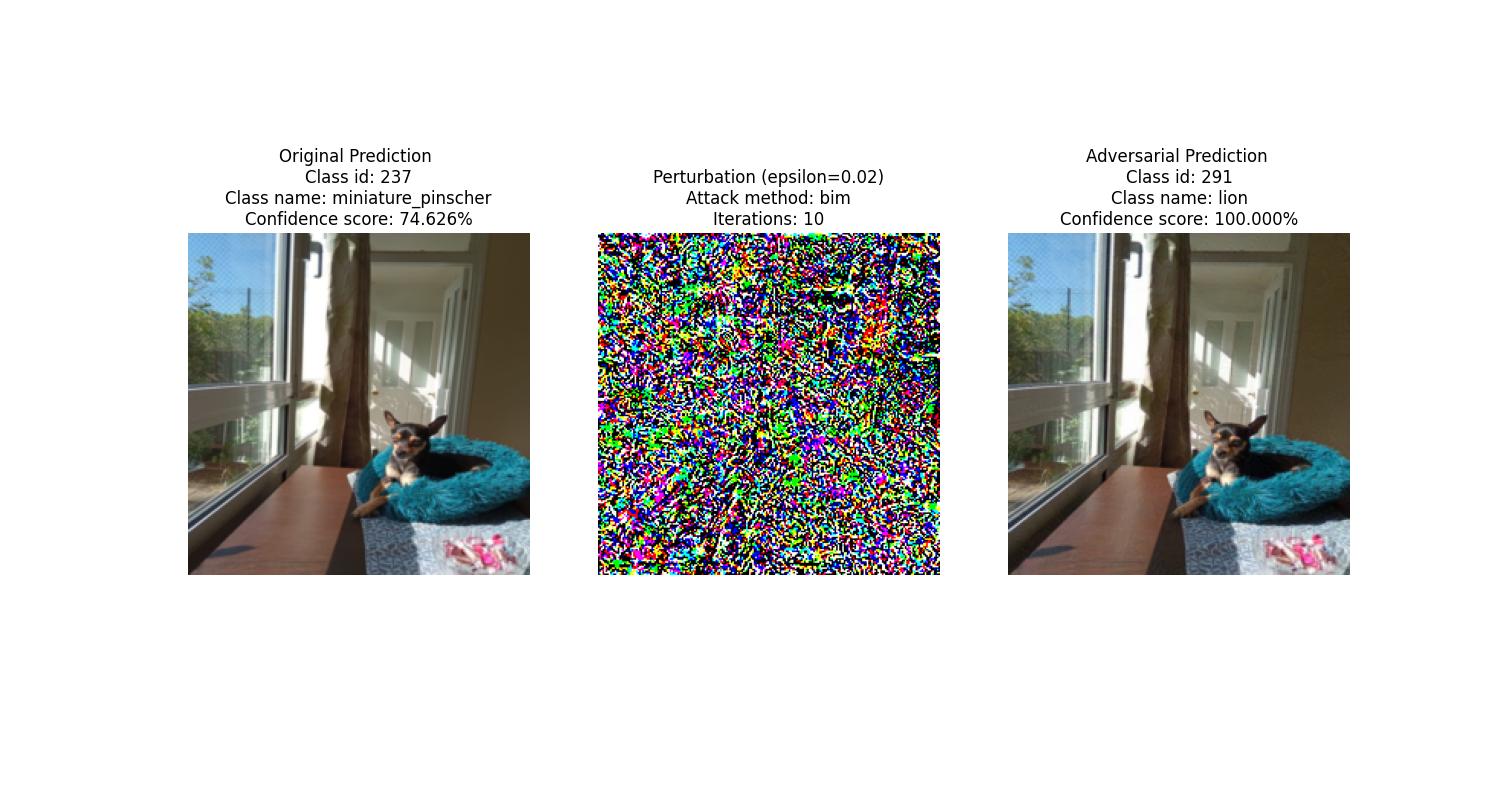 Original Prediction
Class id: 237
Class name: miniature_pinscher
Confidence score: 74.626%
Perturbation (epsilon=0.02)
Attack method: bim
Iterations: 10
Adversarial Prediction
Class id: 291
Class name: lion
Confidence score: 100.000%